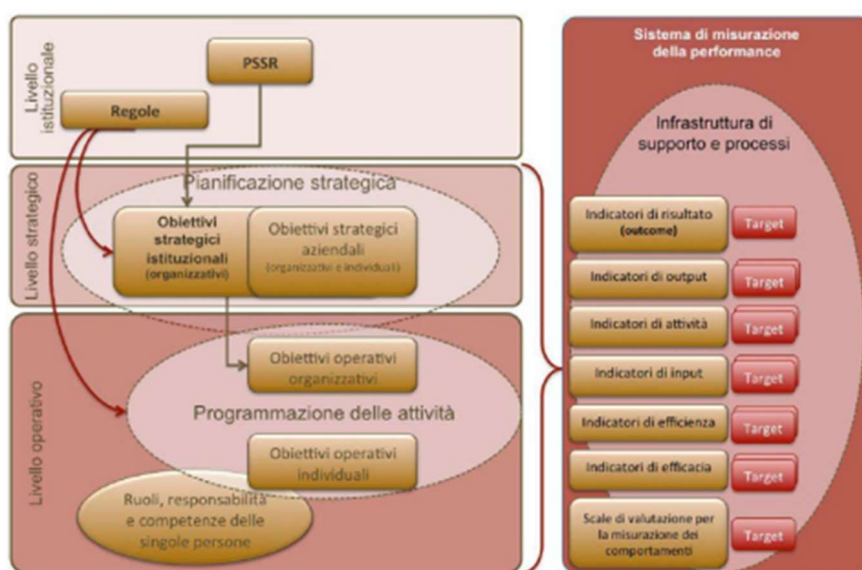 Livello
istituzionale
PSSR
Regole
Livello strategico
Pianificazione strategica
Obiettivi
strategici
istituzionali
(organizzativi)
Obiettivi strategici
aziendali
(organizzativi e individuali)
Livello operativo
Obiettivi operativi
organizzativi
Programmazione delle attività
Obiettivi operativi
individuali
Ruoli, responsabilità
e competenze delle
singole persone
Sistema di misurazione
della performance
Infrastruttura di
supporto e processi
Indicatori di risultato
(outcome)
Target
Indicatori di output
Target
Indicatori di attività
Target
Indicatori di input
Target
Indicatori di efficienza
Target
Indicatori di efficacia
Target
Scale di valutazione per
la misurazione dei
comportamenti
Target